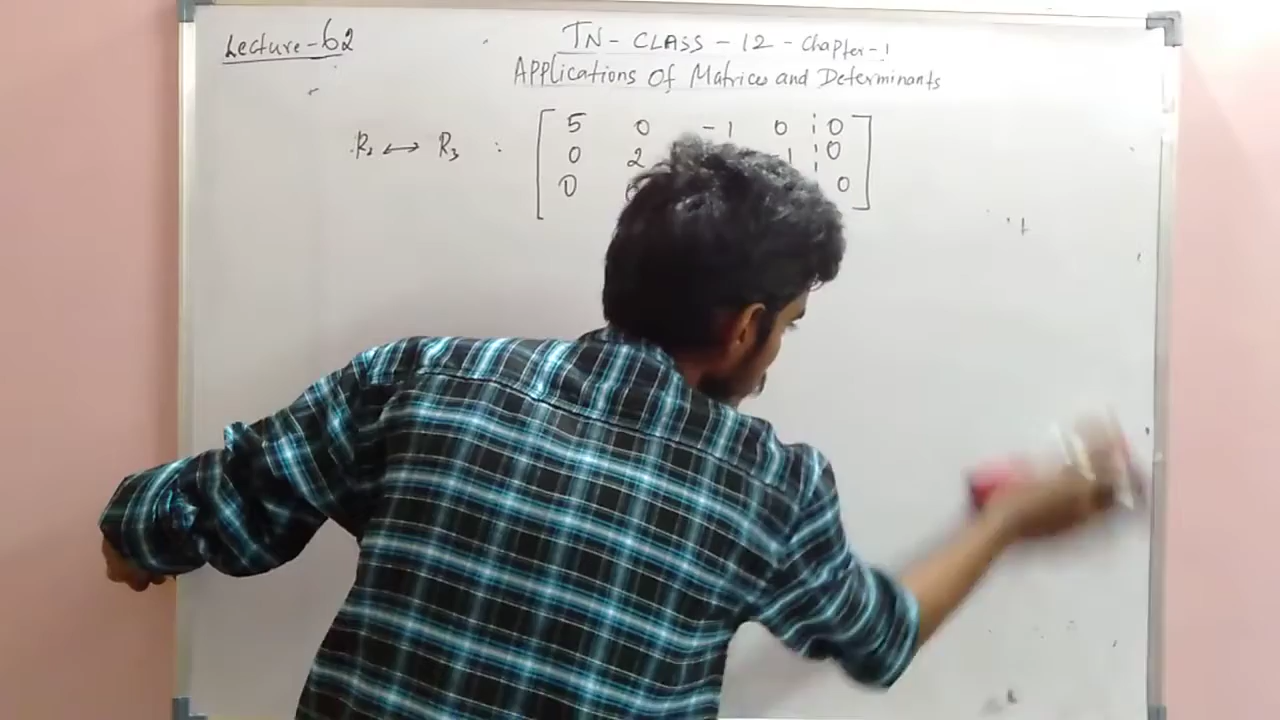 Lecture-62
TN - CLASS - 12 - Chapter-1
Applications Of Matrices and Determinants
R₂ ↔ R₃ : 5 0 -1 0 0
0 2 1 0
0 0